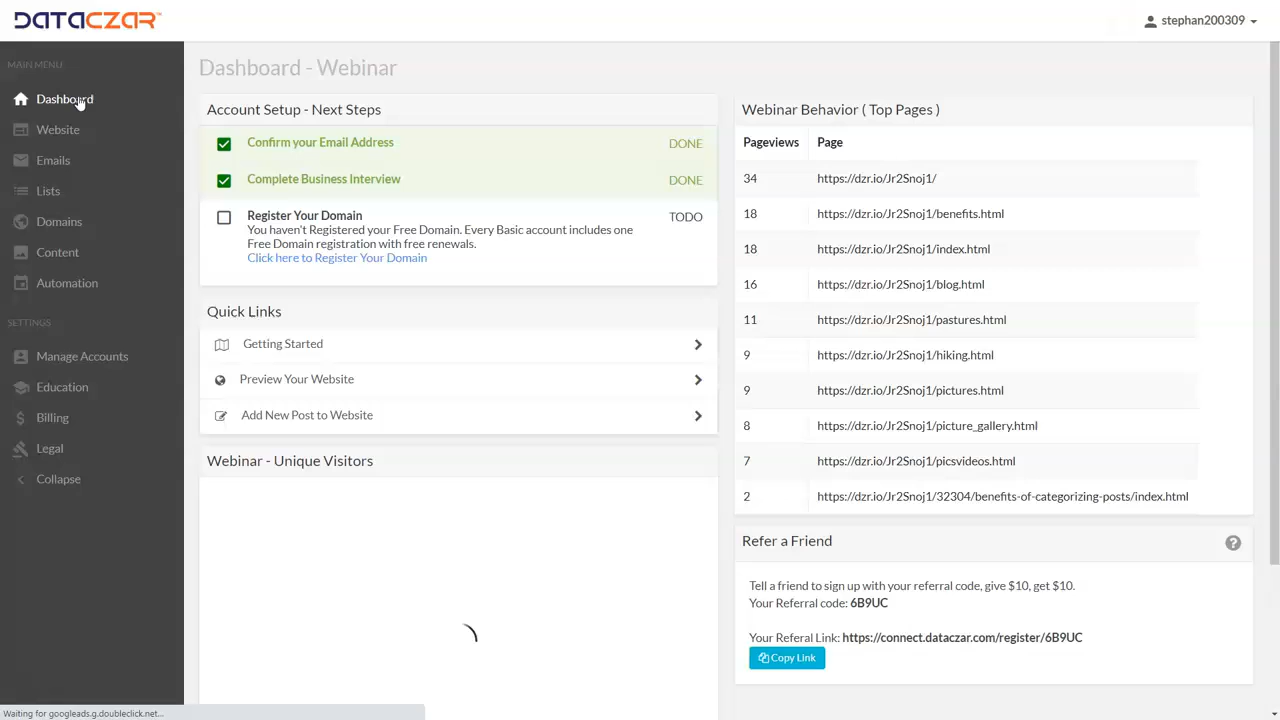 DATACZAR
stephan200309
MAIN MENU
Dashboard
Website
Emails
Lists
Domains
Content
Automation
SETTINGS
Manage Accounts
Education
Billing
Legal
Collapse
Dashboard - Webinar
Account Setup - Next Steps
Confirm your Email Address DONE
Complete Business Interview DONE
Register Your Domain TODO
You haven't Registered your Free Domain. Every Basic account includes one
Free Domain registration with free renewals.
Click here to Register Your Domain
Quick Links
Getting Started
Preview Your Website
Add New Post to Website
Webinar - Unique Visitors
Webinar Behavior ( Top Pages )
Pageviews Page
34 https://dzr.io/Jr2Snoj1/
18 https://dzr.io/Jr2Snoj1/benefits.html
18 https://dzr.io/Jr2Snoj1/index.html
16 https://dzr.io/Jr2Snoj1/blog.html
11 https://dzr.io/Jr2Snoj1/pastures.html
9 https://dzr.io/Jr2Snoj1/hiking.html
9 https://dzr.io/Jr2Snoj1/pictures.html
8 https://dzr.io/Jr2Snoj1/picture_gallery.html
7 https://dzr.io/Jr2Snoj1/picsvideos.html
2 https://dzr.io/Jr2Snoj1/32304/benefits-of-categorizing-posts/index.html
Refer a Friend
?
Tell a friend to sign up with your referral code, give $10, get $10.
Your Referral code: 6B9UC
Your Referal Link: https://connect.dataczar.com/register/6B9UC
Copy Link
Waiting for googleads.g.doubleclick.net...